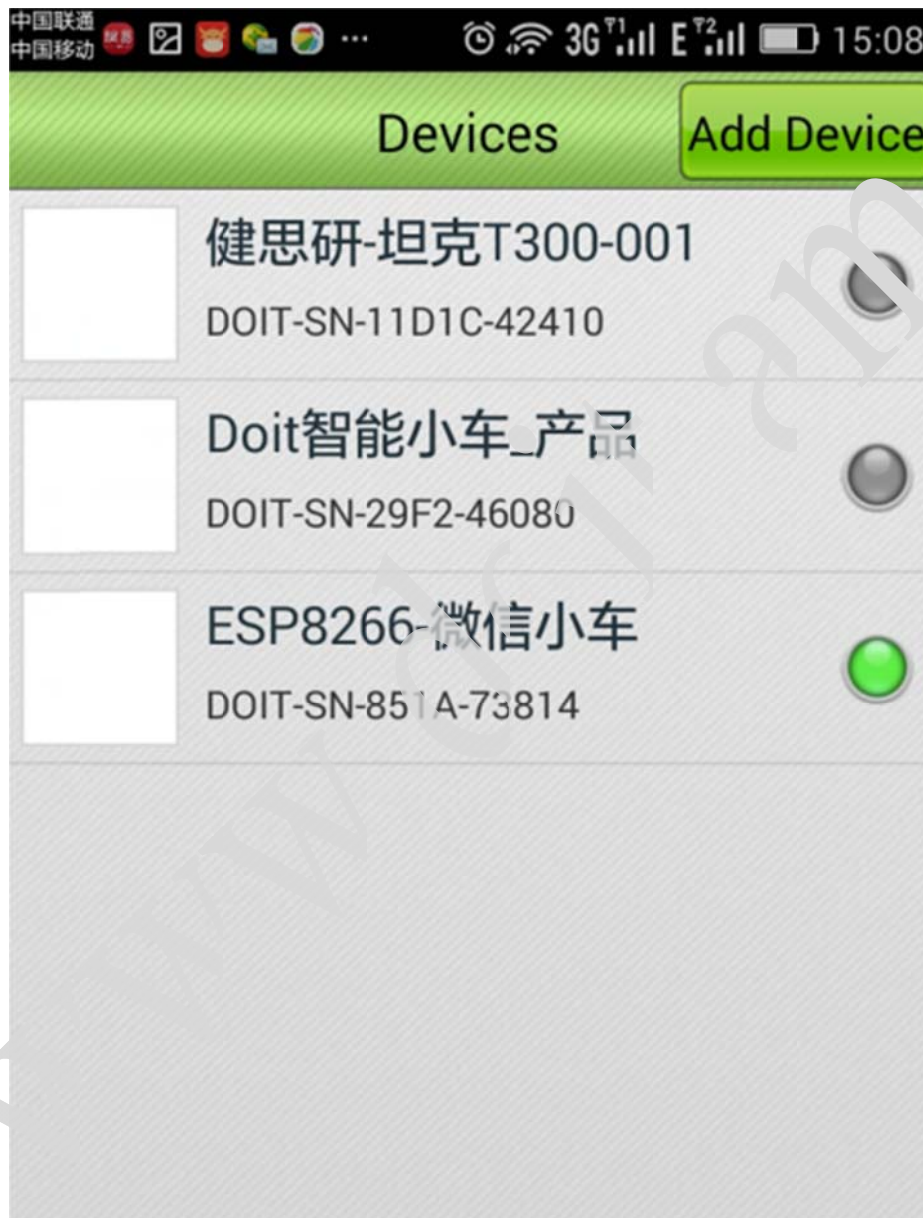 中国联通
中国移动
3G T1 E T2 15:08
Devices
Add Device
健思研-坦克T300-001
DOIT-SN-11D1C-42410
Doit智能小车_产品
DOIT-SN-29F2-46080
ESP8266-微信小车
DOIT-SN-851A-73814